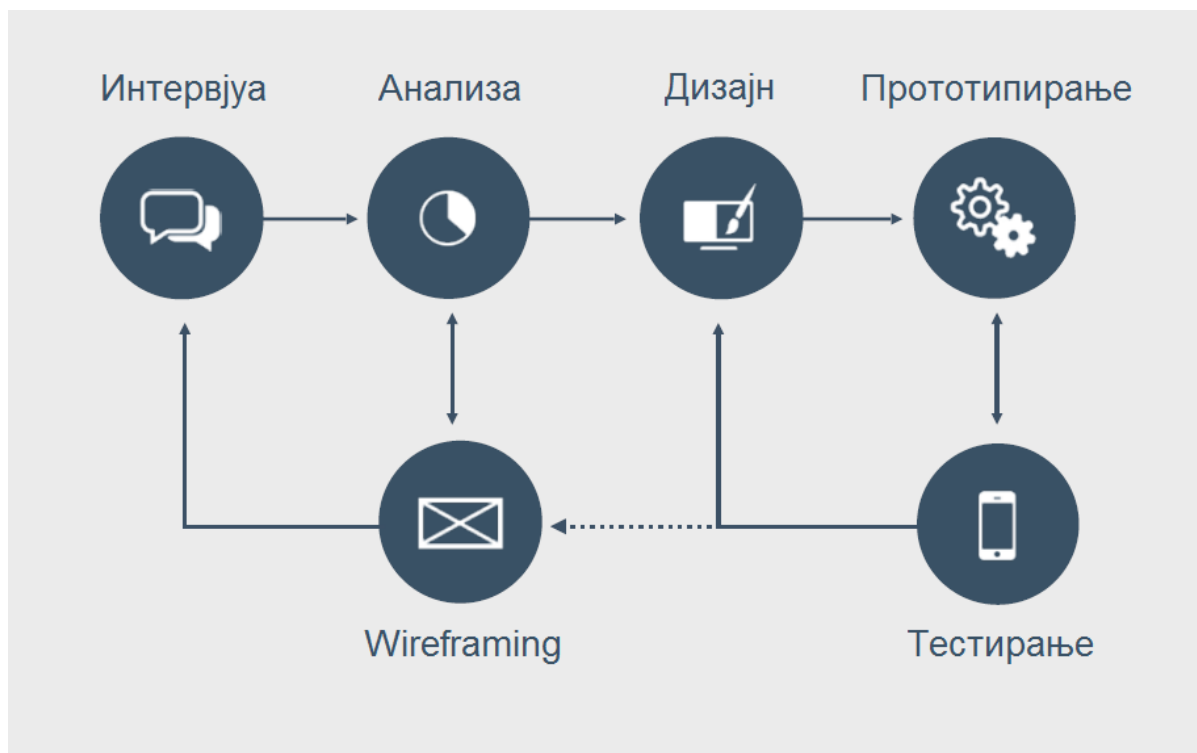 Интервјуа
Анализа
Дизајн
Прототипирање
Wireframing
Тестирање